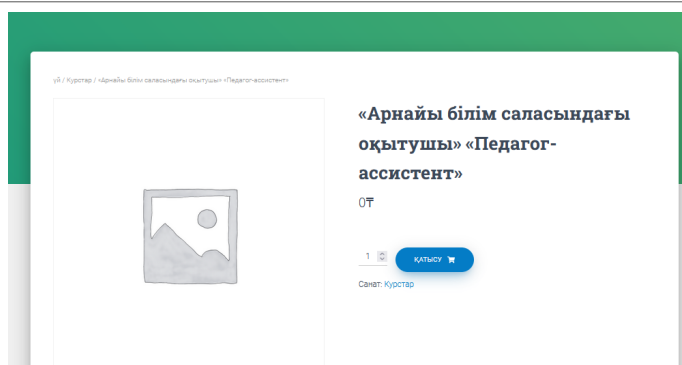 үй / Курстар / «Арнайы білім саласындағы оқытушы» «Педагог-ассистент»
«Арнайы білім саласындағы
оқытушы» «Педагог-
ассистент»
0₸
1
ҚАТЫСУ
Санат: Курстар